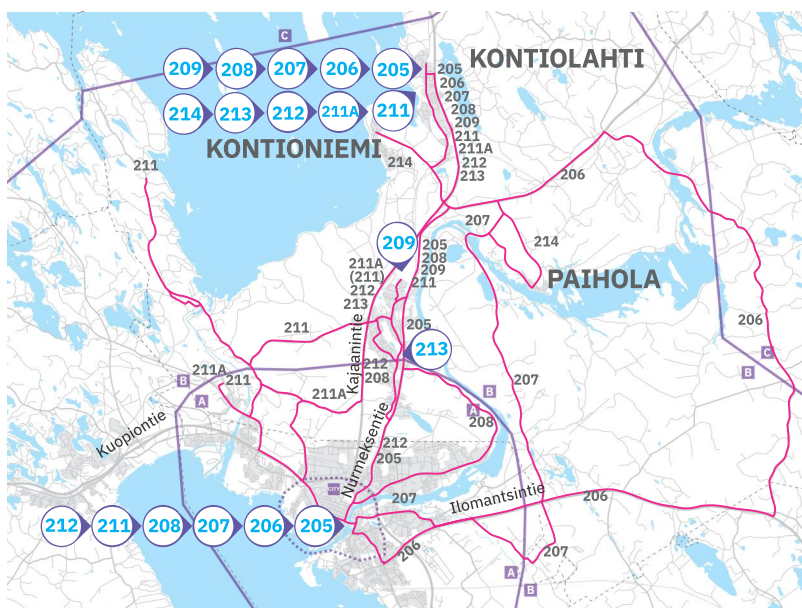 C
209 208 207 206 205
KONTIOLAHTI
205
206
207
208
209
211
211A
212
213
214 213 212 211A 211
KONTIONIEMI
214
211
206
207
214
209
205
208
209
211
211A
(211)
212
213
PAIHOLA
206
205
211
213
Kajaanintie
212
208
211A
211
B
A
211A
C
B
B
A
208
207
Kuopiontie
Nurmeksentie
212
205
207
Ilomantsintie
206
212 211 208 207 206 205
206
207
A
B